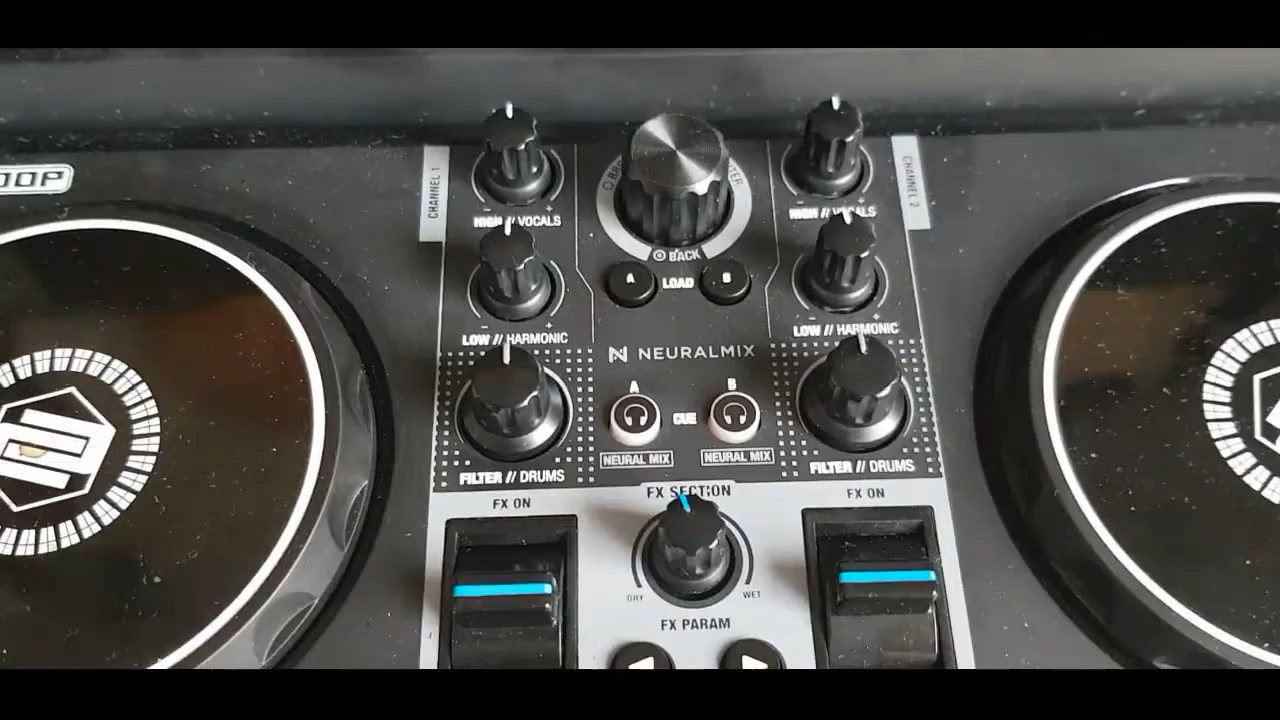 CHANNEL 1
CHANNEL 2
HIGH // VOCALS
HIGH // VOCALS
BACK
A LOAD B
LOW // HARMONIC
LOW // HARMONIC
NEURALMIX
A B
CUE
NEURAL MIX
NEURAL MIX
FILTER // DRUMS
FILTER // DRUMS
FX ON
FX SECTION
FX ON
DRY
WET
FX PARAM